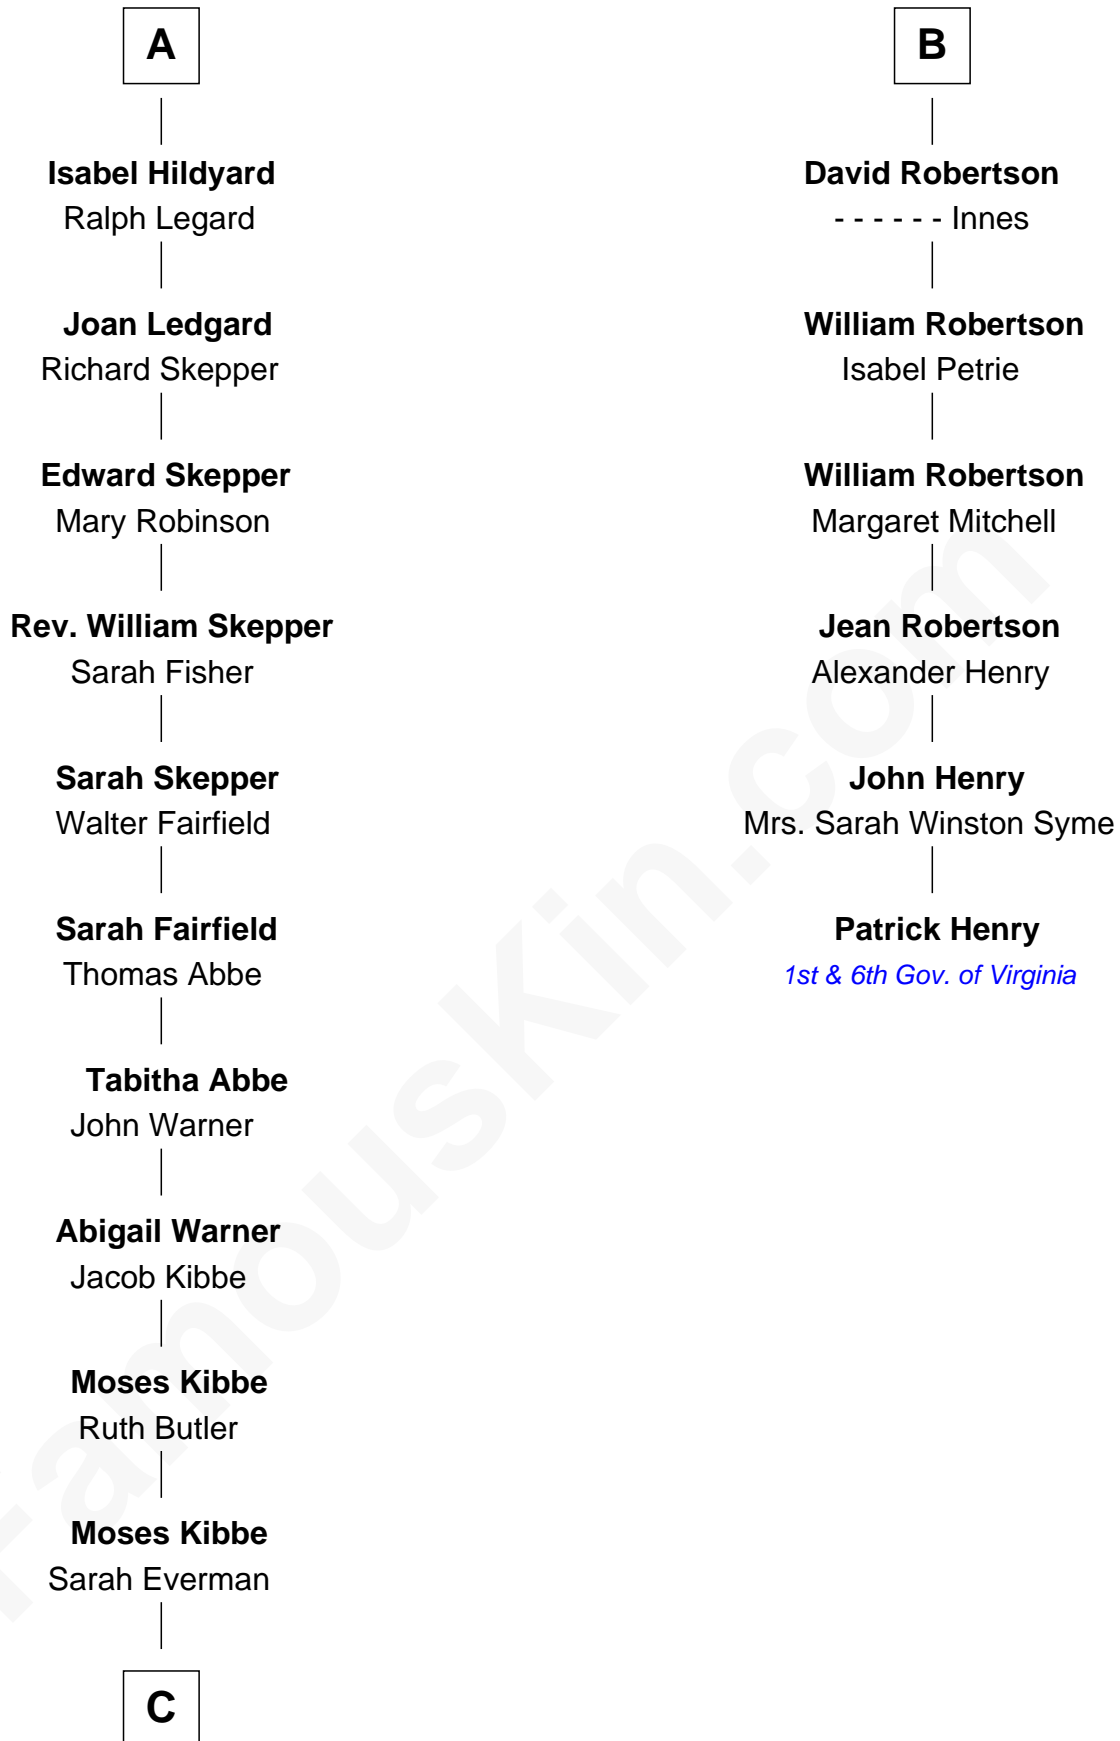 A
Isabel Hildyard
Ralph Legard
Joan Ledgard
Richard Skepper
Edward Skepper
Mary Robinson
Rev. William Skepper
Sarah Fisher
Sarah Skepper
Walter Fairfield
Sarah Fairfield
Thomas Abbe
Tabitha Abbe
John Warner
Abigail Warner
Jacob Kibbe
Moses Kibbe
Ruth Butler
Moses Kibbe
Sarah Everman
C
B
David Robertson
- - - - - - Innes
William Robertson
Isabel Petrie
William Robertson
Margaret Mitchell
Jean Robertson
Alexander Henry
John Henry
Mrs. Sarah Winston Syme
Patrick Henry
1st & 6th Gov. of Virginia
FamousKin.com